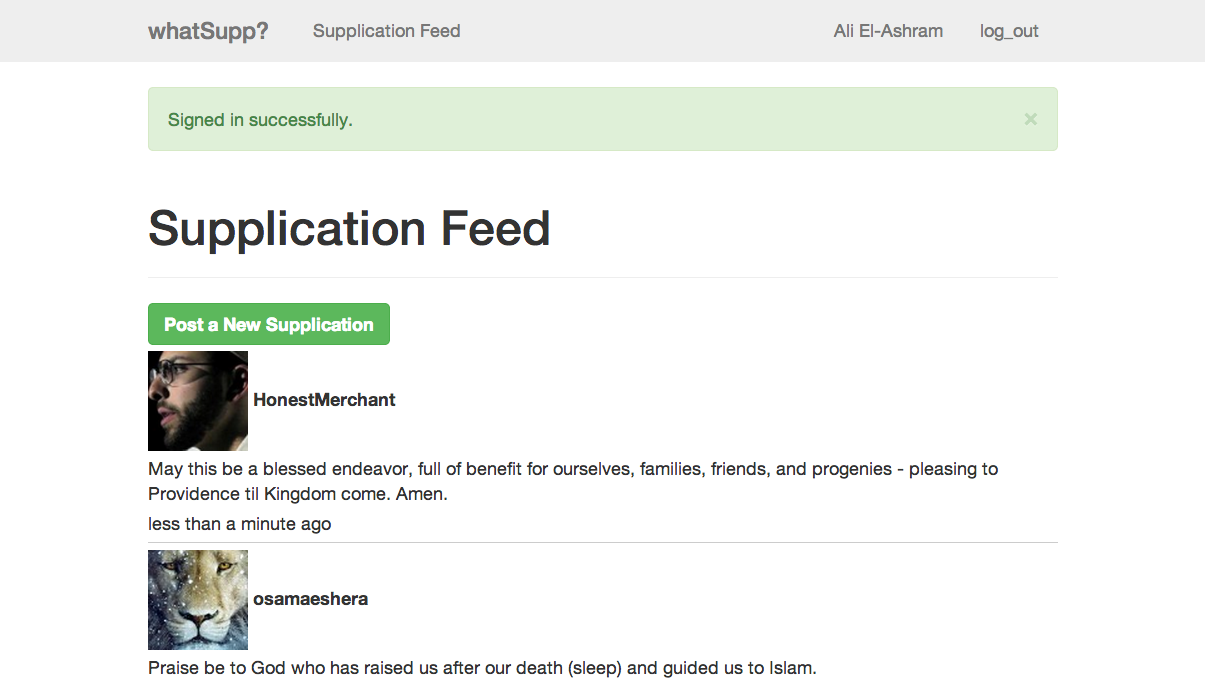 whatSupp? Supplication Feed Ali El-Ashram log_out
Signed in successfully. ×
Supplication Feed
Post a New Supplication
HonestMerchant
May this be a blessed endeavor, full of benefit for ourselves, families, friends, and progenies - pleasing to
Providence til Kingdom come. Amen.
less than a minute ago
osamaeshera
Praise be to God who has raised us after our death (sleep) and guided us to Islam.